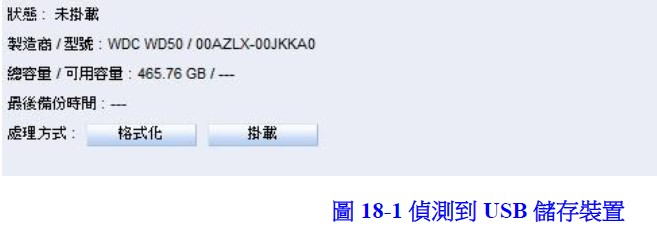 狀態： 未掛載
製造商 / 型號：WDC WD50 / 00AZLX-00JKKA0
總容量 / 可用容量：465.76 GB / ---
最後備份時間：---
處理方式： 格式化 掛載
圖 18-1 偵測到 USB 儲存裝置